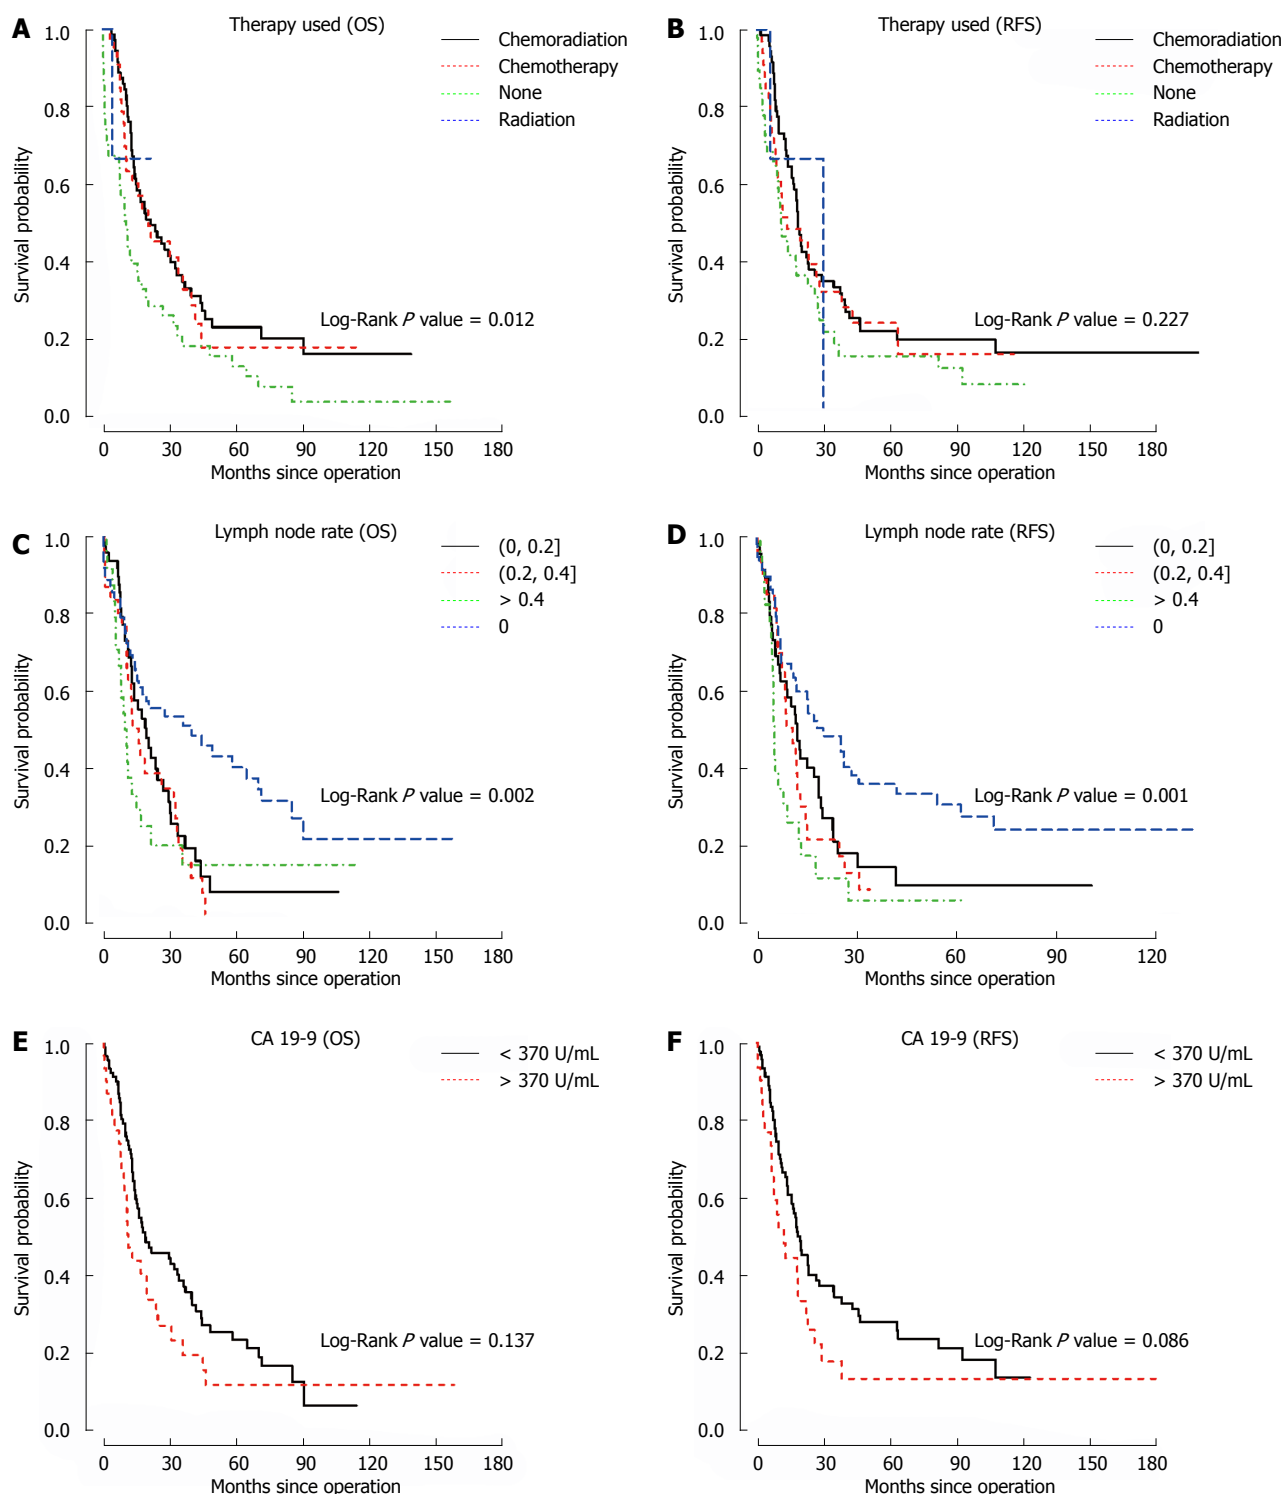 A
Therapy used (OS)
Chemoradiation
Chemotherapy
None
Radiation
Survival probability
1.0
0.8
0.6
0.4
0.2
0.0
Log-Rank P value = 0.012
0 30 60 90 120 150 180
Months since operation
B
Therapy used (RFS)
Chemoradiation
Chemotherapy
None
Radiation
Survival probability
1.0
0.8
0.6
0.4
0.2
0.0
Log-Rank P value = 0.227
0 30 60 90 120 150 180
Months since operation
C
Lymph node rate (OS)
(0, 0.2]
(0.2, 0.4]
> 0.4
0
Survival probability
1.0
0.8
0.6
0.4
0.2
0.0
Log-Rank P value = 0.002
0 30 60 90 120 150 180
Months since operation
D
Lymph node rate (RFS)
(0, 0.2]
(0.2, 0.4]
> 0.4
0
Survival probability
1.0
0.8
0.6
0.4
0.2
0.0
Log-Rank P value = 0.001
0 30 60 90 120
Months since operation
E
CA 19-9 (OS)
< 370 U/mL
> 370 U/mL
Survival probability
1.0
0.8
0.6
0.4
0.2
0.0
Log-Rank P value = 0.137
0 30 60 90 120 150 180
Months since operation
F
CA 19-9 (RFS)
< 370 U/mL
> 370 U/mL
Survival probability
1.0
0.8
0.6
0.4
0.2
0.0
Log-Rank P value = 0.086
0 30 60 90 120 150 180
Months since operation